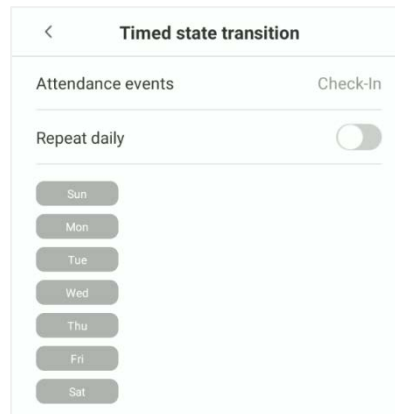 Timed state transition
Attendance events Check-In
Repeat daily
Sun
Mon
Tue
Wed
Thu
Fri
Sat